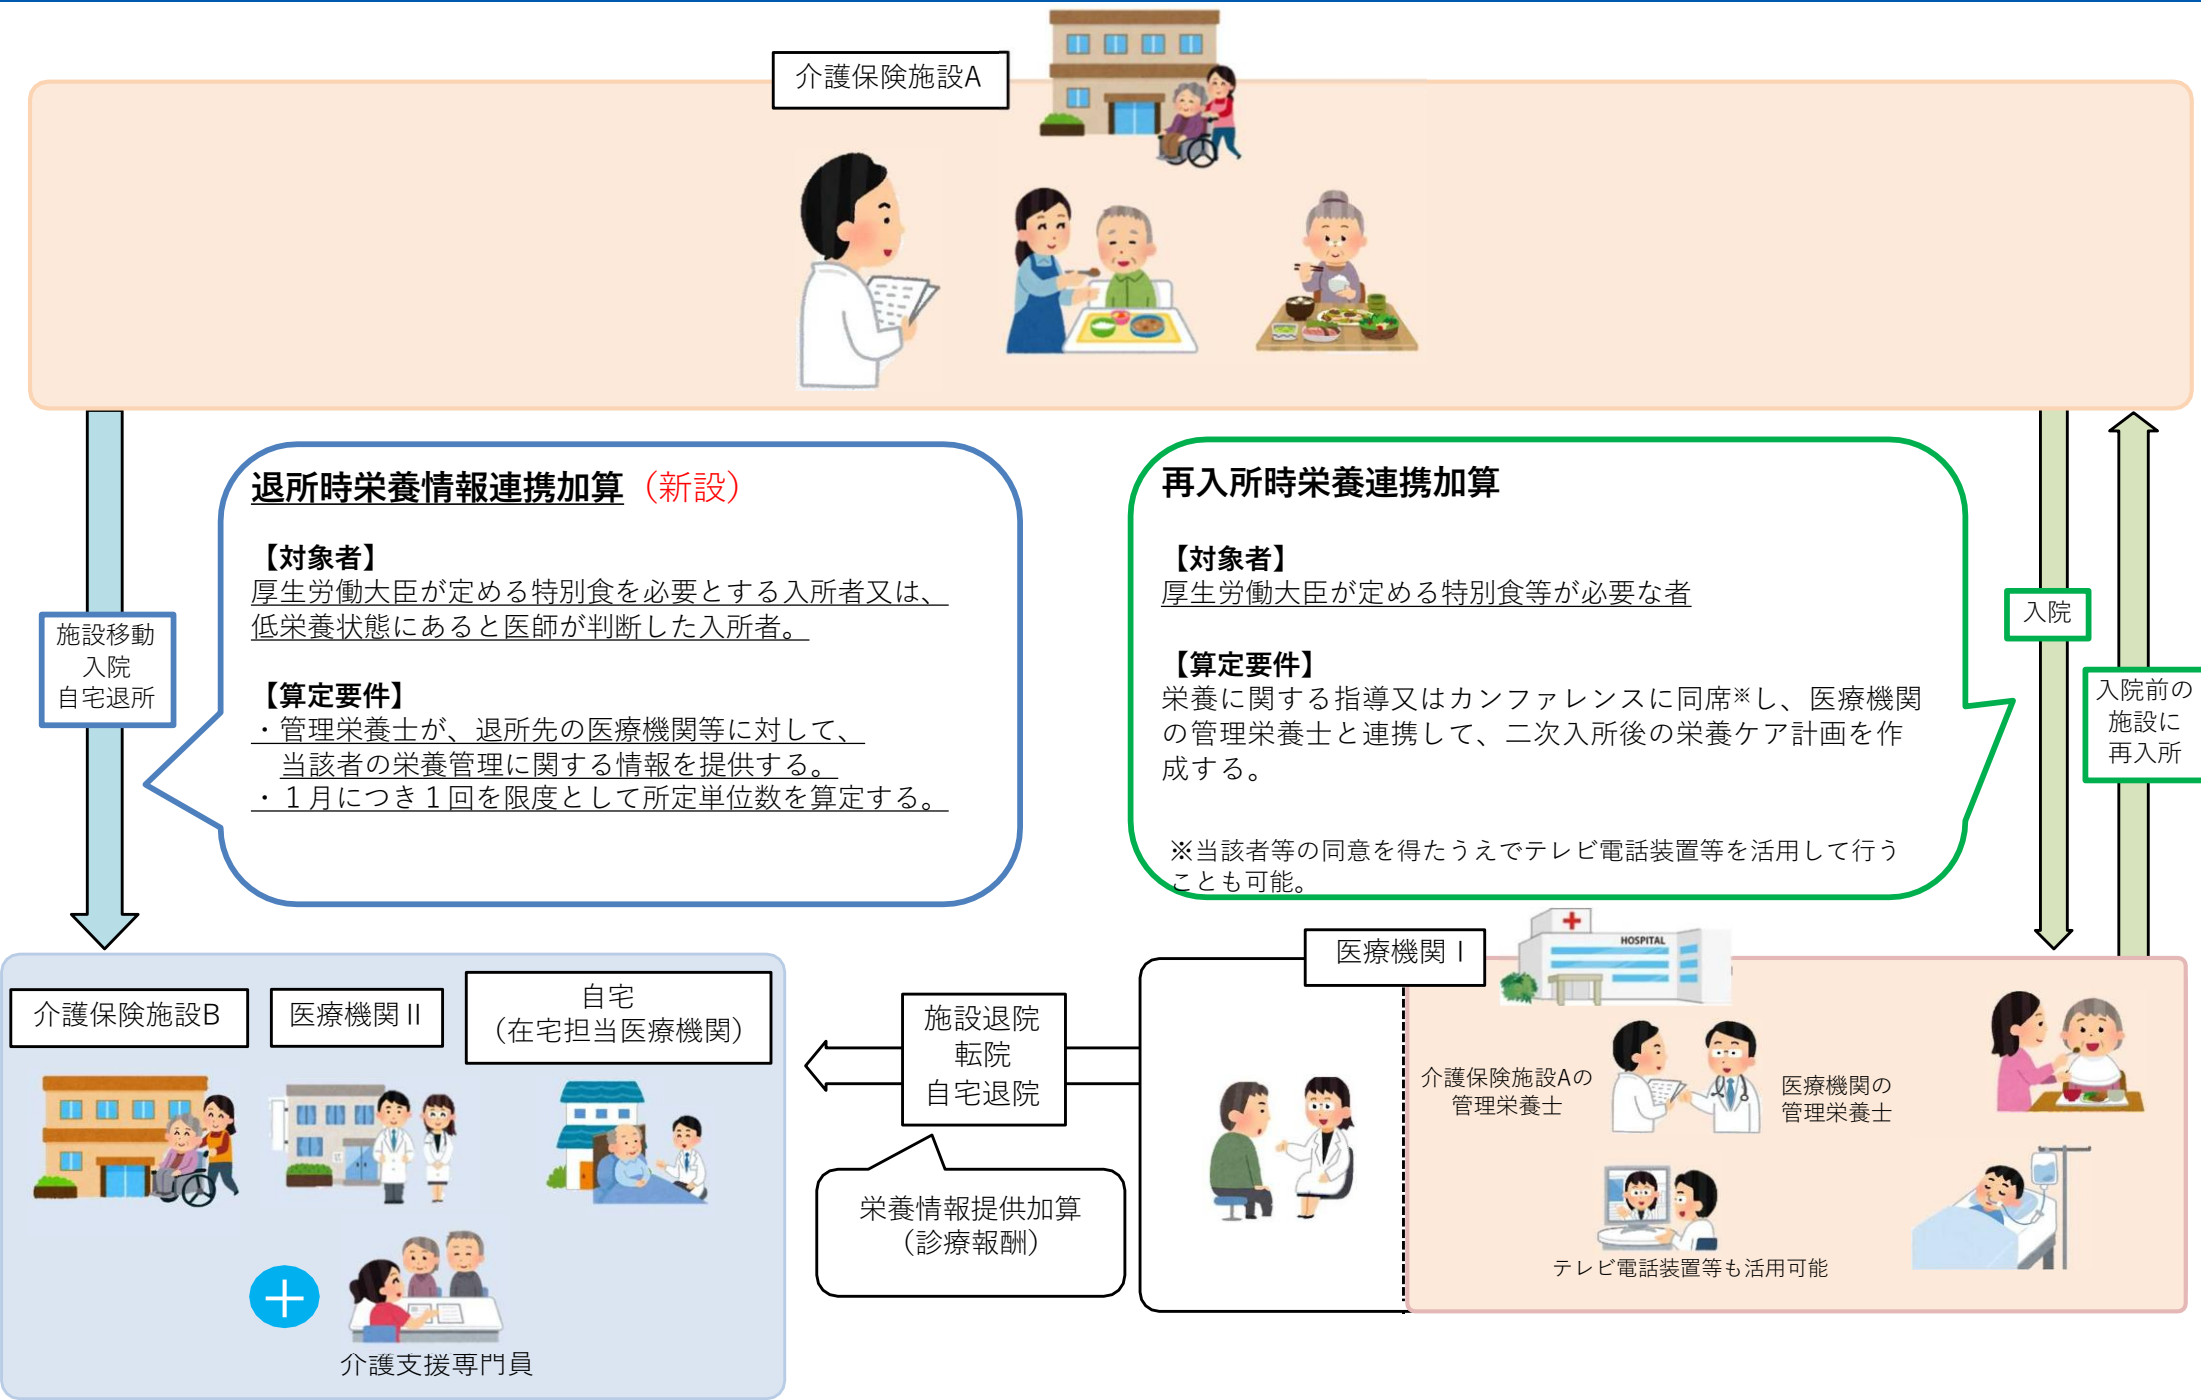 介護保険施設A
退所時栄養情報連携加算（新設）
【対象者】
厚生労働大臣が定める特別食を必要とする入所者又は、
低栄養状態にあると医師が判断した入所者。
【算定要件】
・管理栄養士が、退所先の医療機関等に対して、
当該者の栄養管理に関する情報を提供する。
・１月につき１回を限度として所定単位数を算定する。
施設移動
入院
自宅退所
再入所時栄養連携加算
【対象者】
厚生労働大臣が定める特別食等が必要な者
【算定要件】
栄養に関する指導又はカンファレンスに同席※し、医療機関
の管理栄養士と連携して、二次入所後の栄養ケア計画を作
成する。
※当該者等の同意を得たうえでテレビ電話装置等を活用して行う
ことも可能。
入院
入院前の
施設に
再入所
介護保険施設B
医療機関Ⅱ
自宅
（在宅担当医療機関）
介護支援専門員
施設退院
転院
自宅退院
栄養情報提供加算
（診療報酬）
医療機関Ⅰ
HOSPITAL
介護保険施設Aの
管理栄養士
医療機関の
管理栄養士
テレビ電話装置等も活用可能